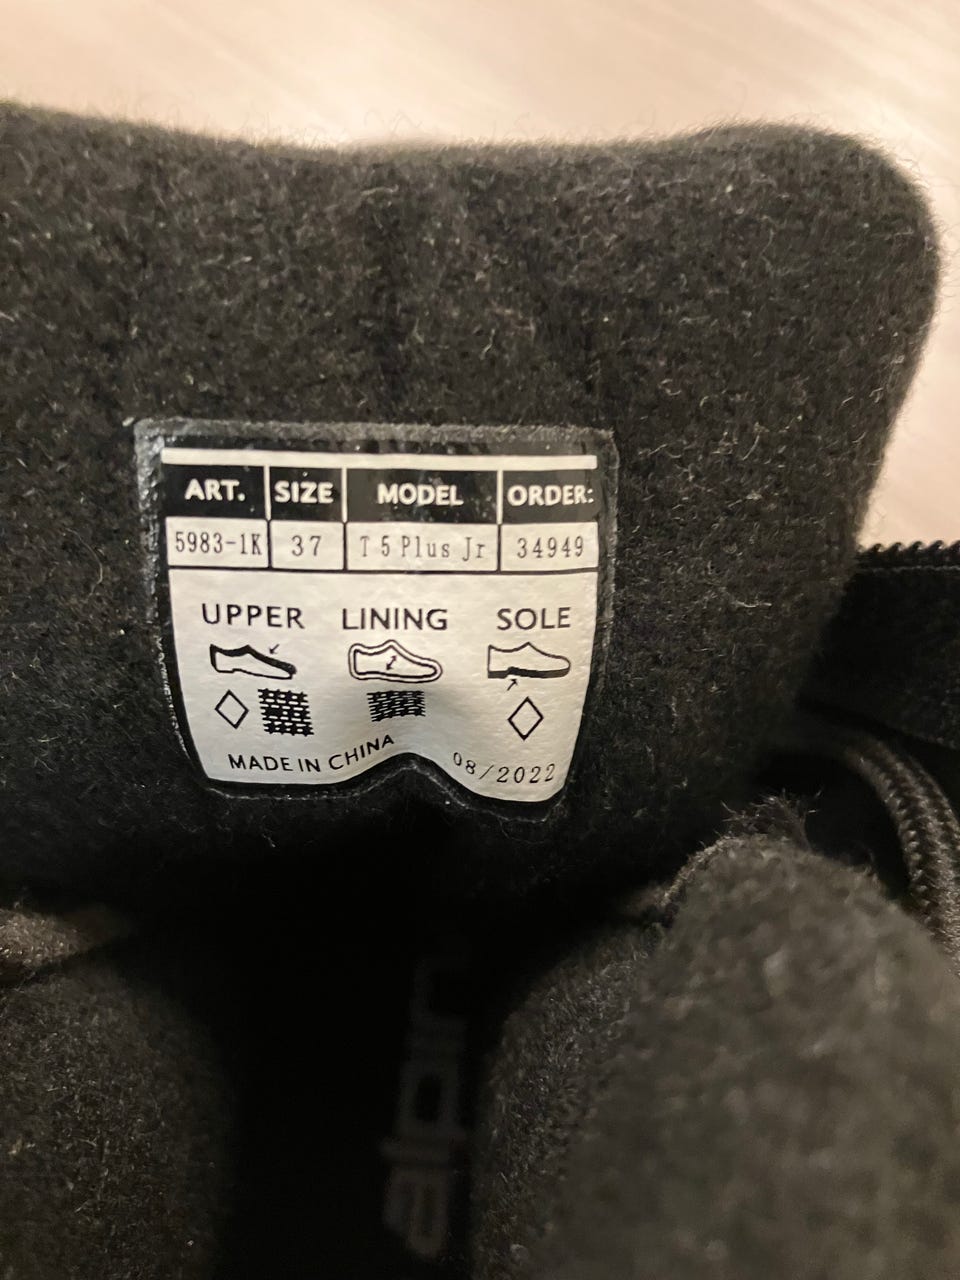 ART. SIZE MODEL ORDER:
5983-1K 37 T 5 Plus Jr 34949
UPPER LINING SOLE
MADE IN CHINA 08/2022
alpina